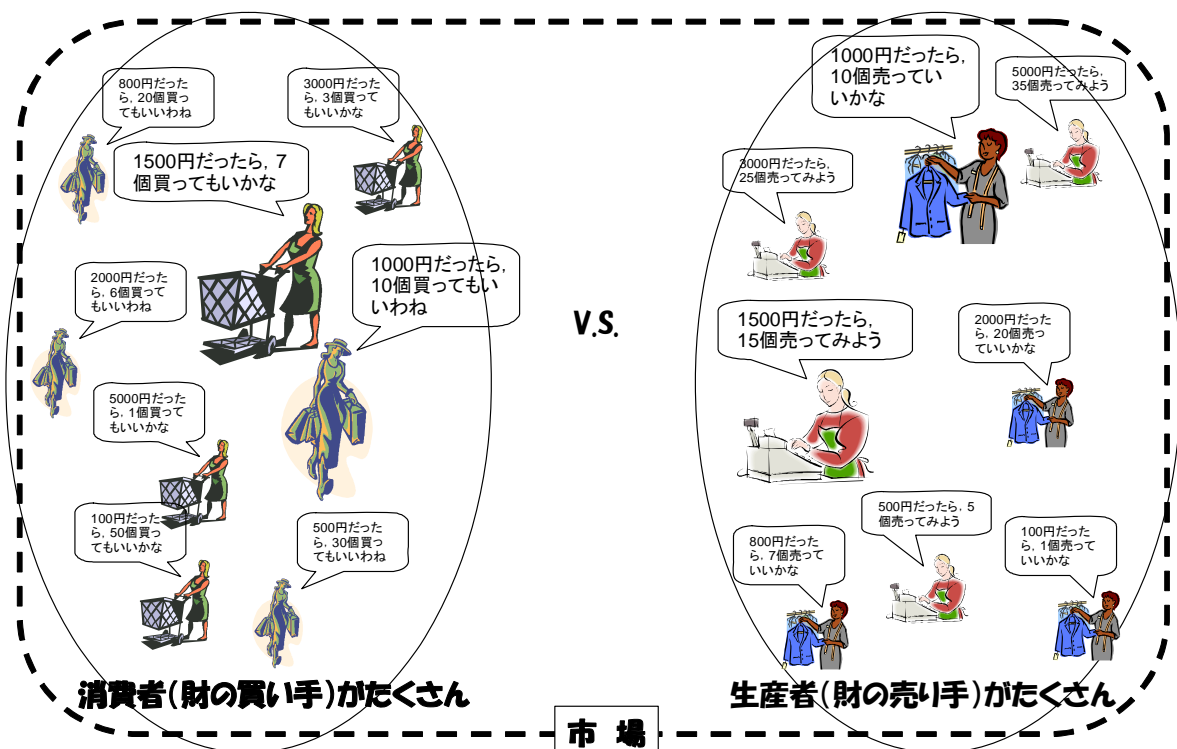 800円だった
ら，20個買っ
てもいいわね
3000円だった
ら，3個買って
もいいかな
1500円だったら，7
個買ってもいかな
2000円だった
ら，6個買って
もいいわね
1000円だったら，
10個買ってもい
いわね
5000円だった
ら，1個買って
もいいかな
100円だった
ら，50個買っ
てもいいかな
500円だった
ら，30個買っ
てもいいわね
消費者（財の買い手）がたくさん
V.S.
1000円だったら，
10個売ってい
いかな
5000円だったら，
35個売ってみよう
3000円だったら，
25個売ってみよう
1500円だったら，
15個売ってみよう
2000円だった
ら，20個売っ
ていいかな
500円だったら，5
個売ってみよう
800円だった
ら，7個売って
いいかな
100円だった
ら，1個売って
いいかな
生産者（財の売り手）がたくさん
市 場